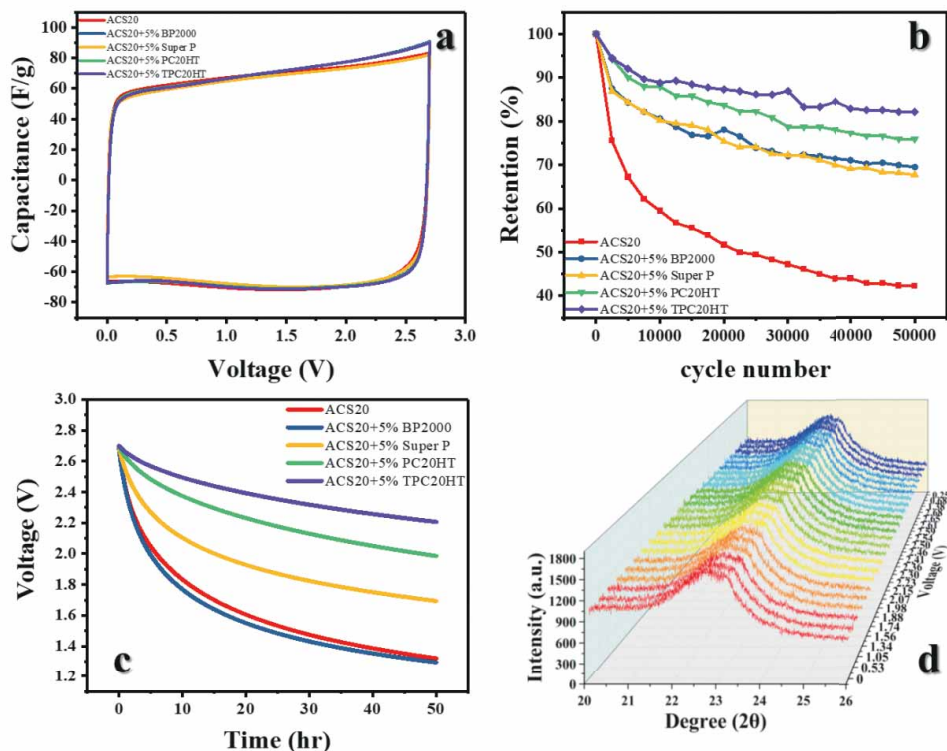 a
ACS20
ACS20+5% BP2000
ACS20+5% Super P
ACS20+5% PC20HT
ACS20+5% TPC20HT
100
80
60
40
20
0
-20
-40
-60
-80
Capacitance (F/g)
0.0 0.5 1.0 1.5 2.0 2.5 3.0
Voltage (V)
b
100
90
80
70
60
50
40
Retention (%)
ACS20
ACS20+5% BP2000
ACS20+5% Super P
ACS20+5% PC20HT
ACS20+5% TPC20HT
0 10000 20000 30000 40000 50000
cycle number
c
3.0
2.8
2.6
2.4
2.2
2.0
1.8
1.6
1.4
1.2
Voltage (V)
ACS20
ACS20+5% BP2000
ACS20+5% Super P
ACS20+5% PC20HT
ACS20+5% TPC20HT
0 10 20 30 40 50
Time (hr)
d
1800
1500
1200
900
600
300
0
Intensity (a.u.)
20 21 22 23 24 25 26
Degree (2θ)
Voltage (V)
2.23
2.15
2.07
1.98
1.88
1.74
1.56
1.34
1.05
0.53
0